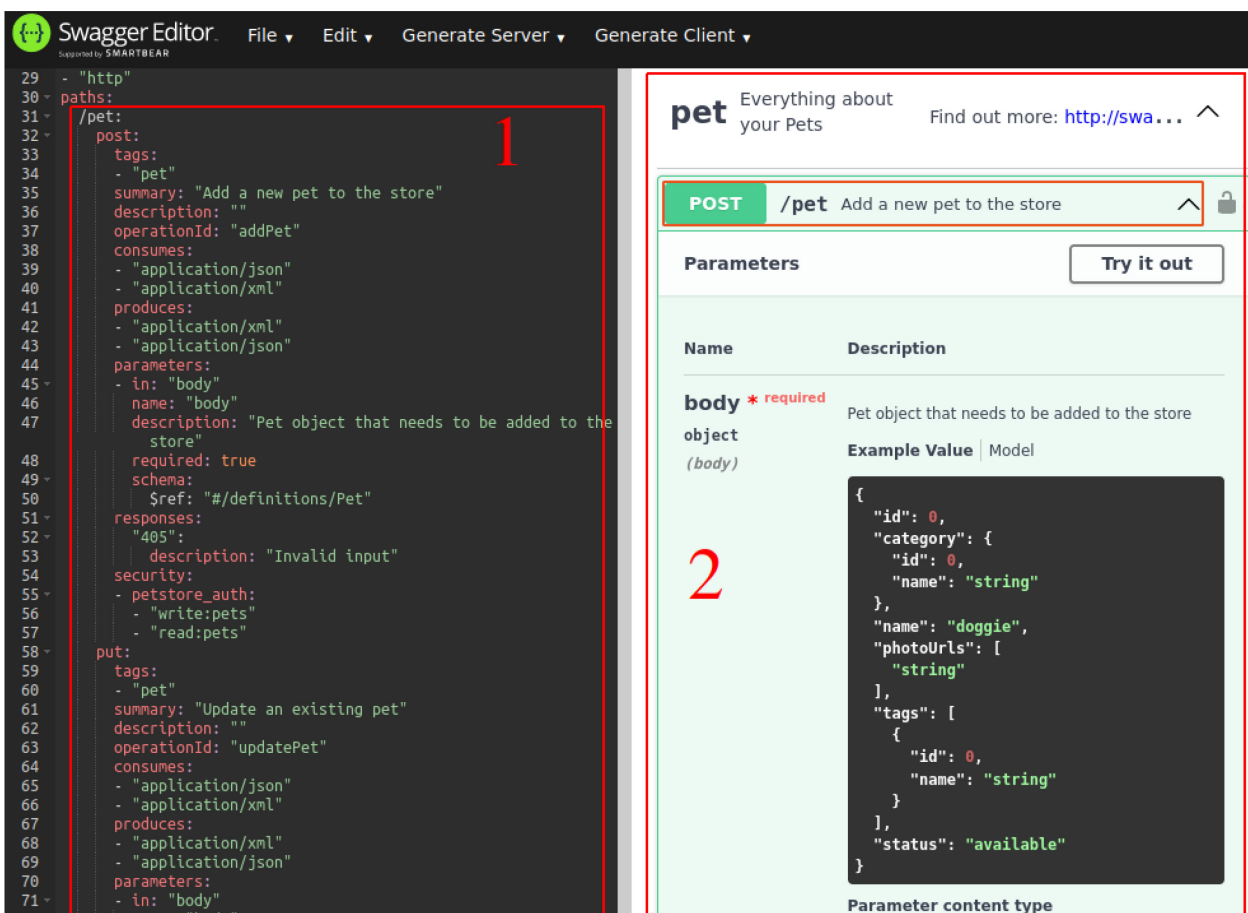 Swagger Editor.
Supported by SMARTBEAR
File Edit Generate Server Generate Client
29 - "http"
30 paths:
31 /pet:
32 post:
33 tags:
34 - "pet"
35 summary: "Add a new pet to the store"
36 description: ""
37 operationId: "addPet"
38 consumes:
39 - "application/json"
40 - "application/xml"
41 produces:
42 - "application/xml"
43 - "application/json"
44 parameters:
45 - in: "body"
46 name: "body"
47 description: "Pet object that needs to be added to the
store"
48 required: true
49 schema:
50 $ref: "#/definitions/Pet"
51 responses:
52 "405":
53 description: "Invalid input"
54 security:
55 - petstore_auth:
56 - "write:pets"
57 - "read:pets"
58 put:
59 tags:
60 - "pet"
61 summary: "Update an existing pet"
62 description: ""
63 operationId: "updatePet"
64 consumes:
65 - "application/json"
66 - "application/xml"
67 produces:
68 - "application/xml"
69 - "application/json"
70 parameters:
71 - in: "body"
1
pet Everything about
your Pets
Find out more: http://swa...
POST /pet Add a new pet to the store
Parameters Try it out
Name Description
body * required
object
(body)
Pet object that needs to be added to the store
Example Value Model
{
"id": 0,
"category": {
"id": 0,
"name": "string"
},
"name": "doggie",
"photoUrls": [
"string"
],
"tags": [
{
"id": 0,
"name": "string"
}
],
"status": "available"
}
2
Parameter content type